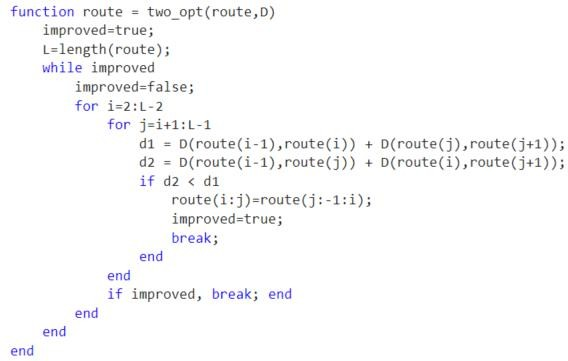 function route = two_opt(route,D)
    improved=true;
    L=length(route);
    while improved
        improved=false;
        for i=2:L-2
            for j=i+1:L-1
                d1 = D(route(i-1),route(i)) + D(route(j),route(j+1));
                d2 = D(route(i-1),route(j)) + D(route(i),route(j+1));
                if d2 < d1
                    route(i:j)=route(j:-1:i);
                    improved=true;
                    break;
                end
            end
            if improved, break; end
        end
    end
end